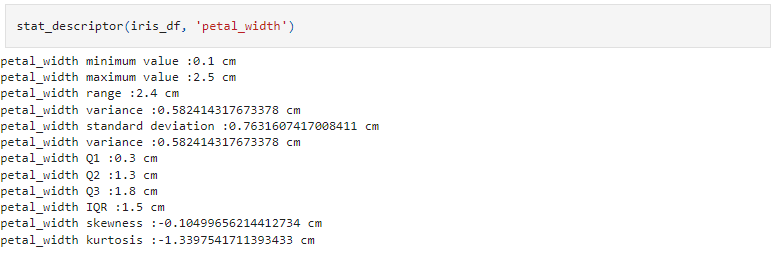 stat_descriptor(iris_df, 'petal_width')
petal_width minimum value :0.1 cm
petal_width maximum value :2.5 cm
petal_width range :2.4 cm
petal_width variance :0.582414317673378 cm
petal_width standard deviation :0.7631607417008411 cm
petal_width variance :0.582414317673378 cm
petal_width Q1 :0.3 cm
petal_width Q2 :1.3 cm
petal_width Q3 :1.8 cm
petal_width IQR :1.5 cm
petal_width skewness :-0.10499656214412734 cm
petal_width kurtosis :-1.3397541711393433 cm